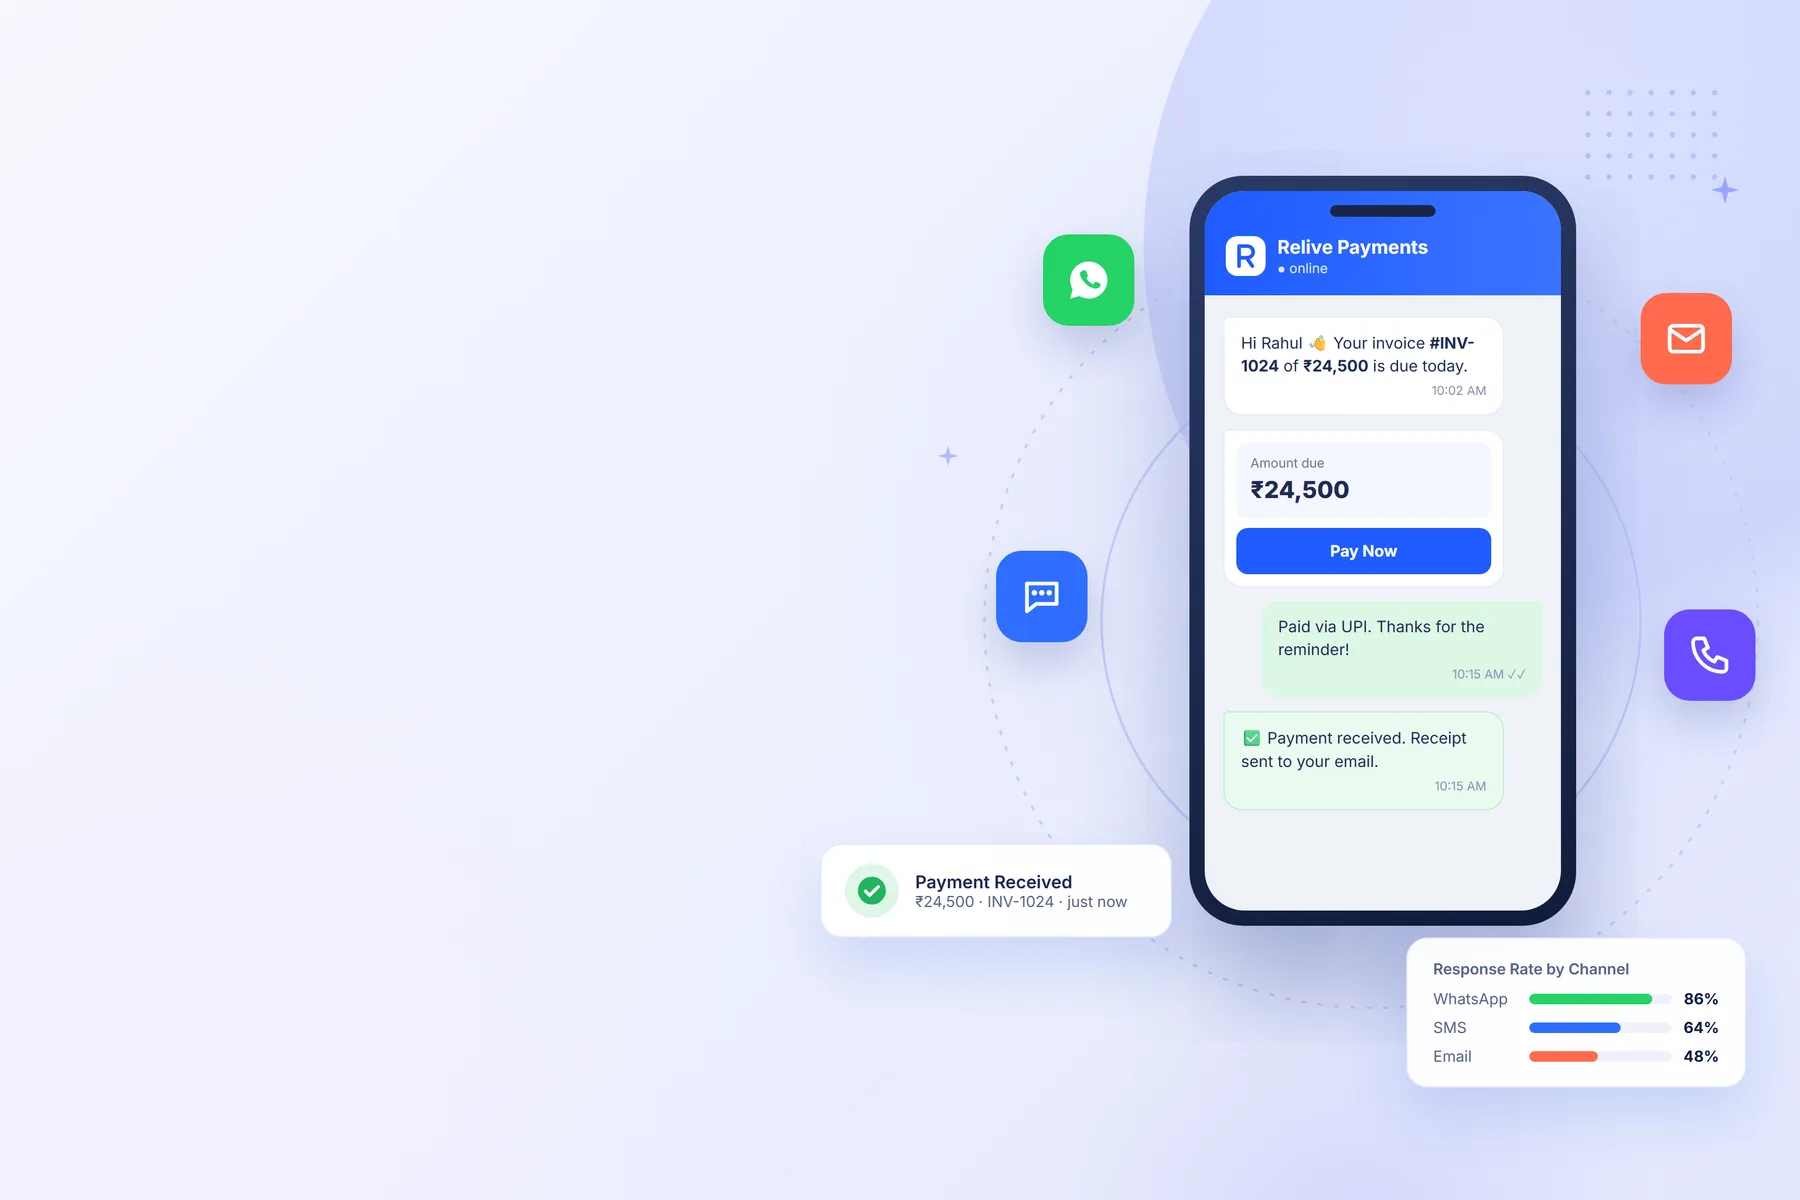 R
Relive Payments
online
Hi Rahul 👋 Your invoice #INV-
1024 of ₹24,500 is due today.
10:02 AM
Amount due
₹24,500
Pay Now
Paid via UPI. Thanks for the
reminder!
10:15 AM ✓✓
✅ Payment received. Receipt
sent to your email.
10:15 AM
Payment Received
₹24,500 · INV-1024 · just now
Response Rate by Channel
WhatsApp 86%
SMS 64%
Email 48%